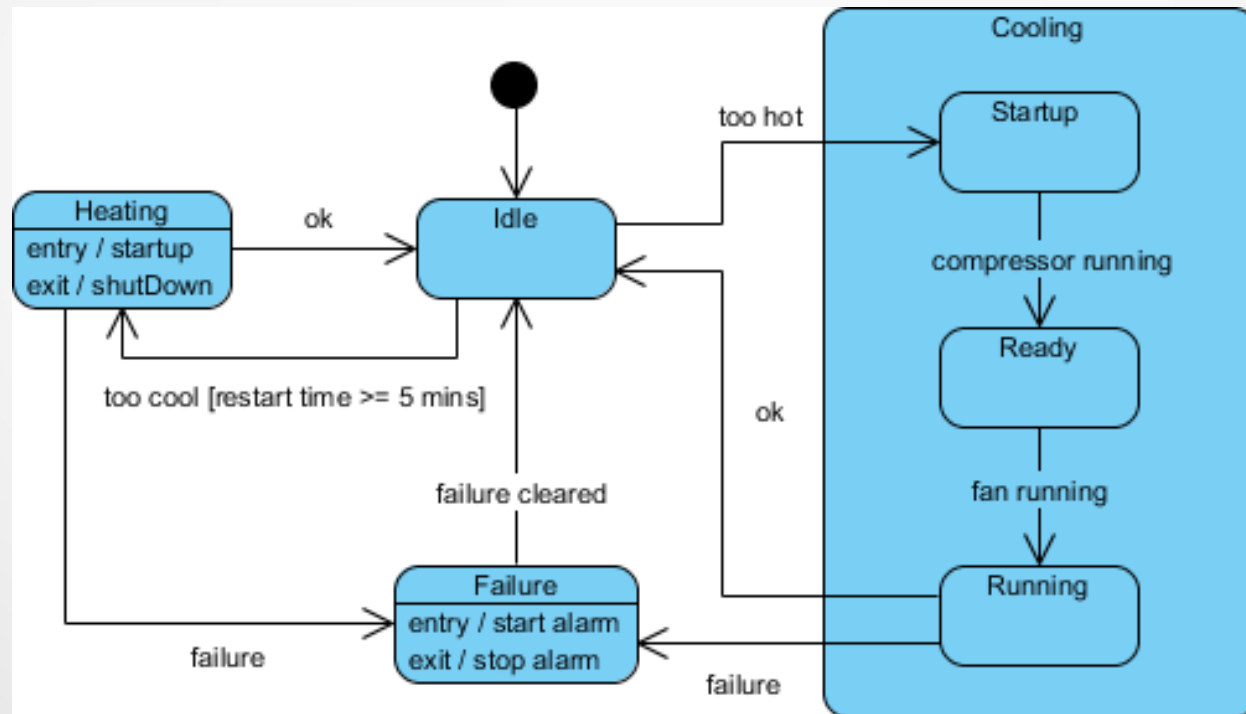 Cooling
too hot
Startup
Heating
entry / startup
exit / shutDown
ok
Idle
compressor running
Ready
too cool [restart time >= 5 mins]
ok
failure cleared
fan running
Failure
entry / start alarm
exit / stop alarm
Running
failure
failure